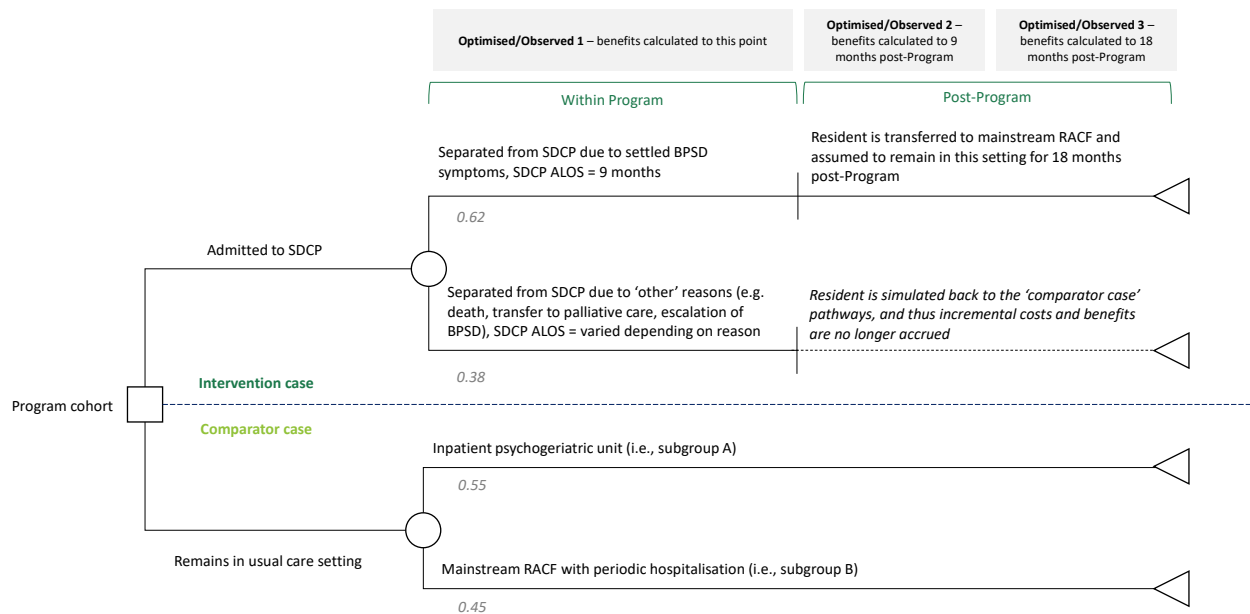 Optimised/Observed 1 – benefits calculated to this point
Optimised/Observed 2 –
benefits calculated to 9
months post-Program
Optimised/Observed 3 –
benefits calculated to 18
months post-Program
Within Program
Post-Program
Separated from SDCP due to settled BPSD
symptoms, SDCP ALOS = 9 months
Resident is transferred to mainstream RACF and
assumed to remain in this setting for 18 months
post-Program
0.62
Admitted to SDCP
Separated from SDCP due to ‘other’ reasons (e.g.
death, transfer to palliative care, escalation of
BPSD), SDCP ALOS = varied depending on reason
Resident is simulated back to the ‘comparator case’
pathways, and thus incremental costs and benefits
are no longer accrued
0.38
Intervention case
Program cohort
Comparator case
Inpatient psychogeriatric unit (i.e., subgroup A)
0.55
Remains in usual care setting
Mainstream RACF with periodic hospitalisation (i.e., subgroup B)
0.45